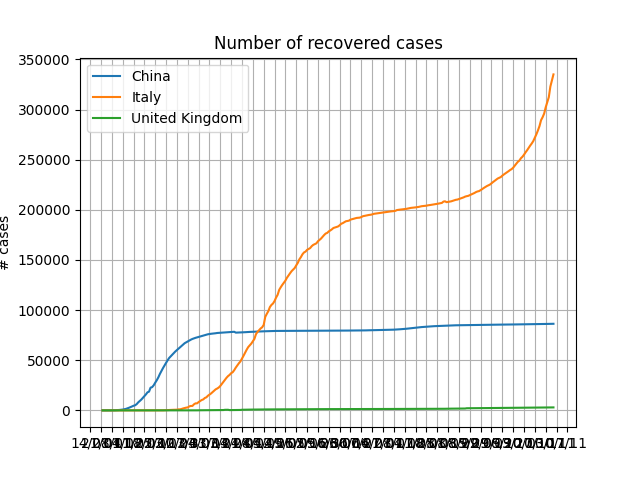 Number of recovered cases
350000
300000
250000
200000
150000
100000
50000
0
# cases
China
Italy
United Kingdom